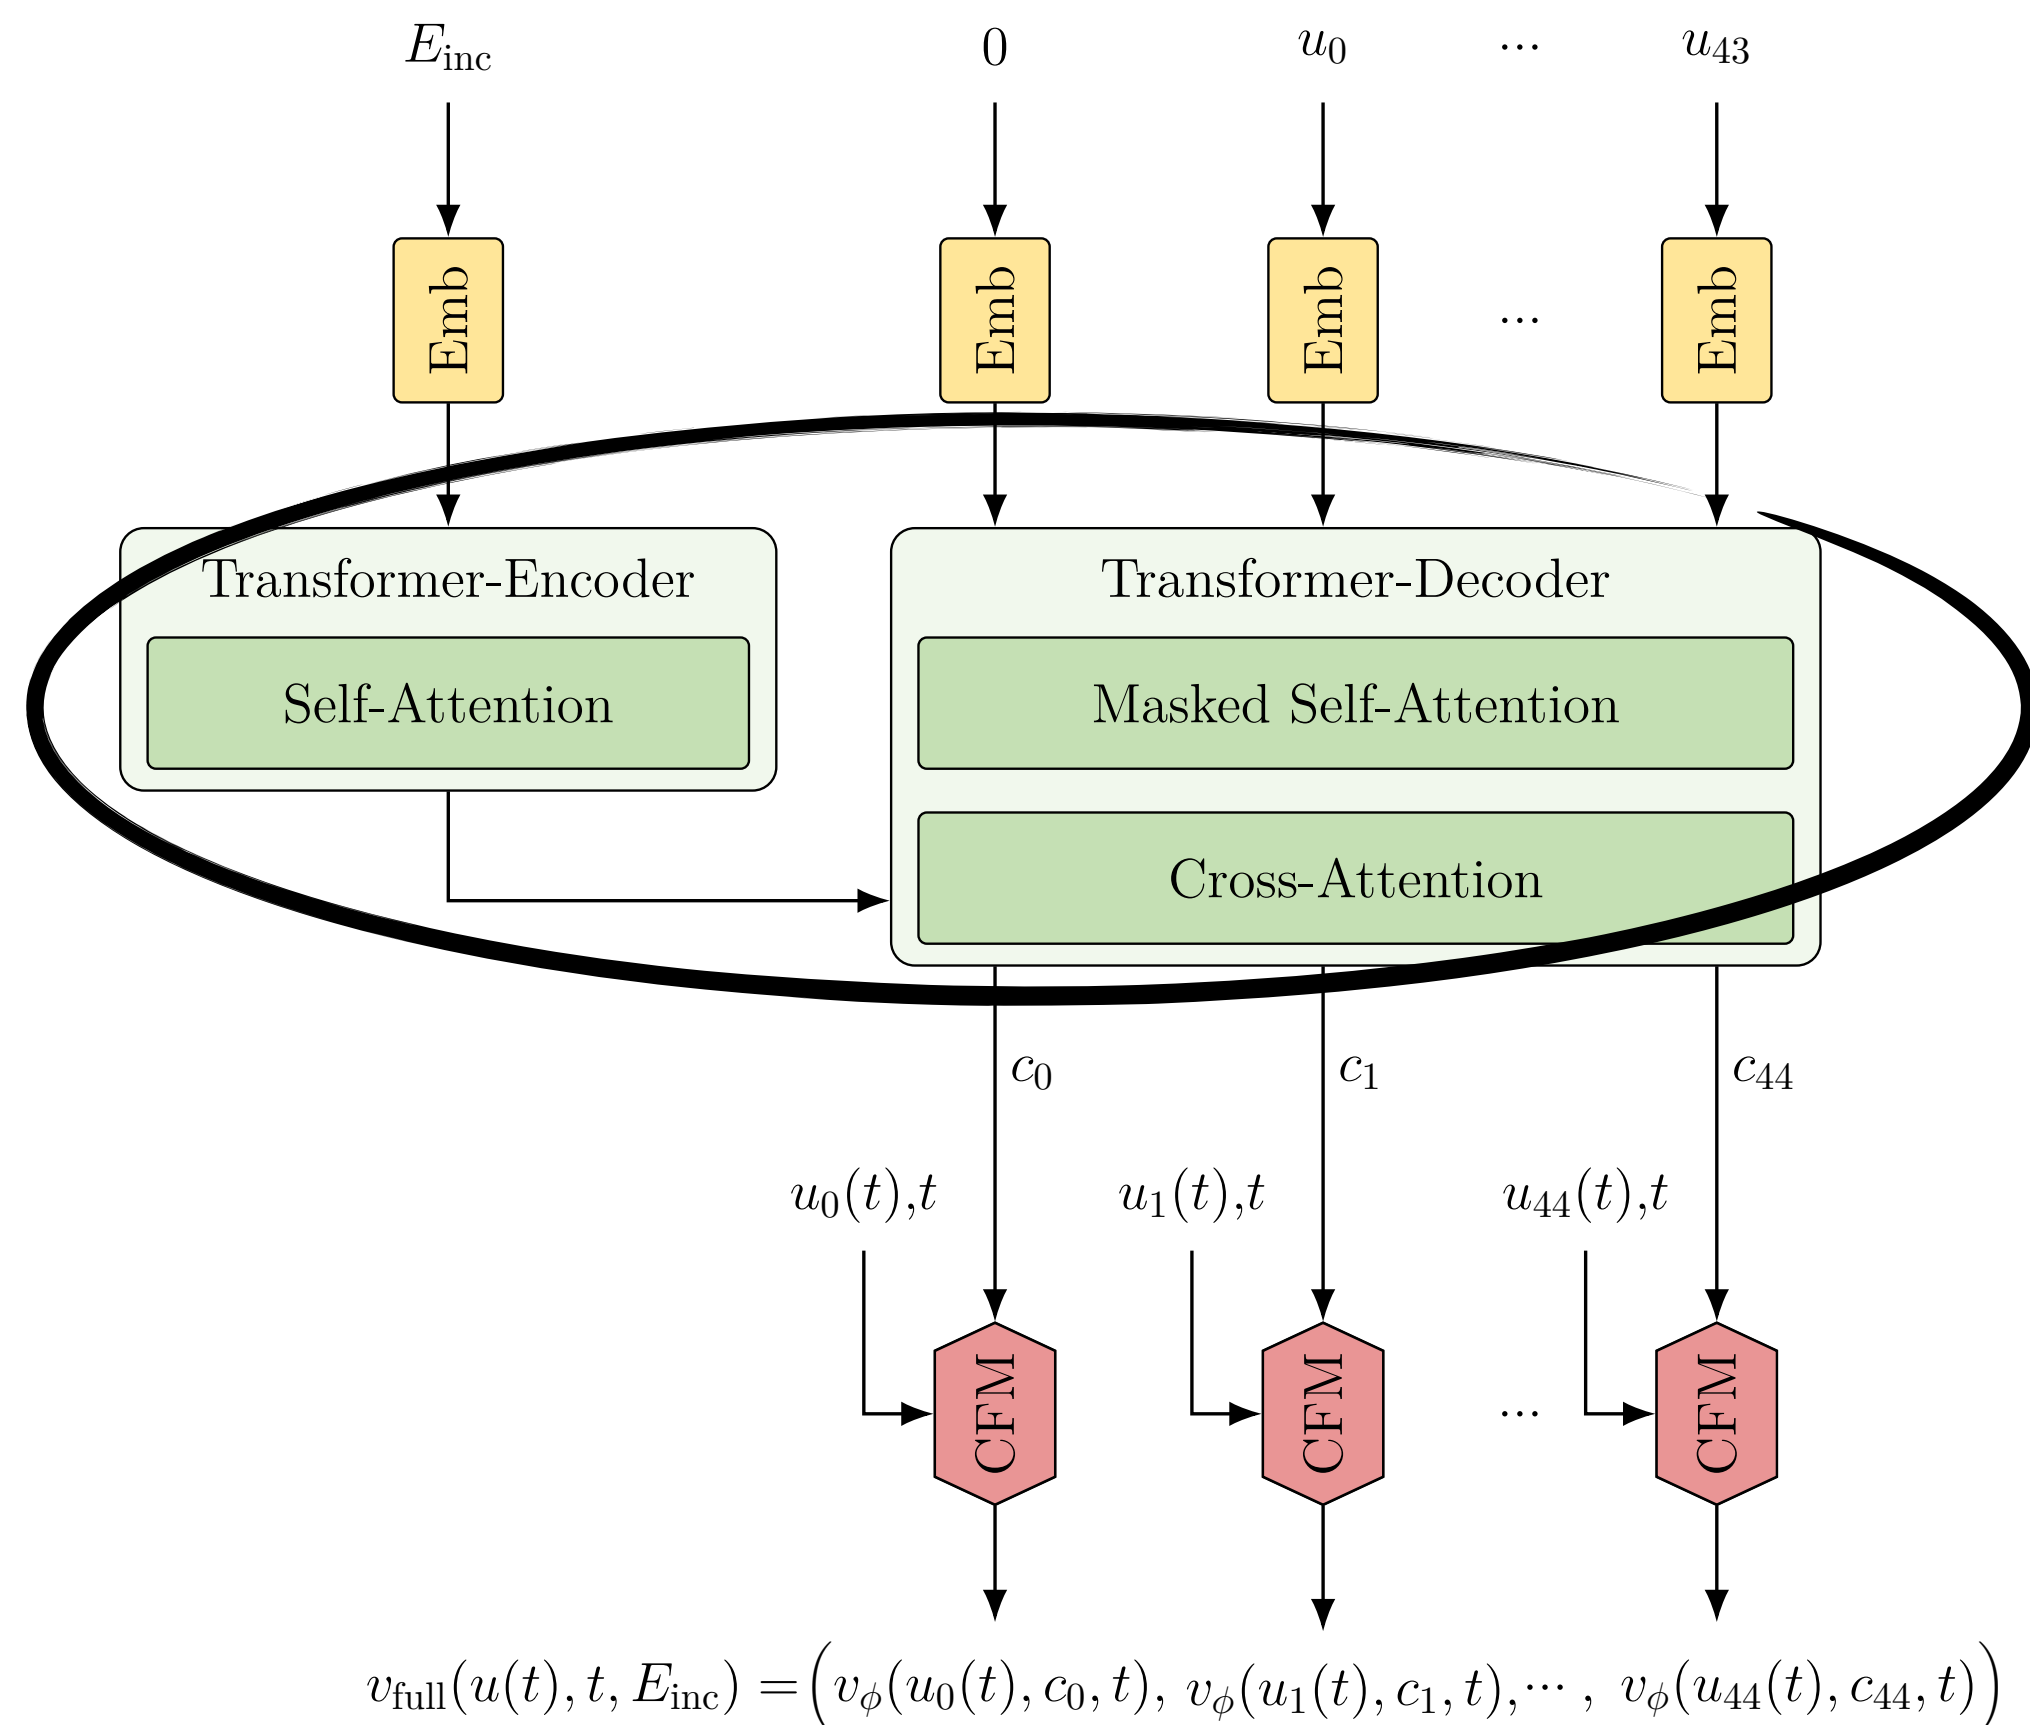 E_inc 0 u_0 ··· u_43
Emb Emb Emb ··· Emb
Transformer-Encoder Transformer-Decoder
Self-Attention Masked Self-Attention
Cross-Attention
c_0 c_1 c_44
u_0(t),t u_1(t),t u_44(t),t
CFM CFM ··· CFM
v_full(u(t), t, E_inc) = (v_ϕ(u_0(t), c_0, t), v_ϕ(u_1(t), c_1, t), ··· , v_ϕ(u_44(t), c_44, t))